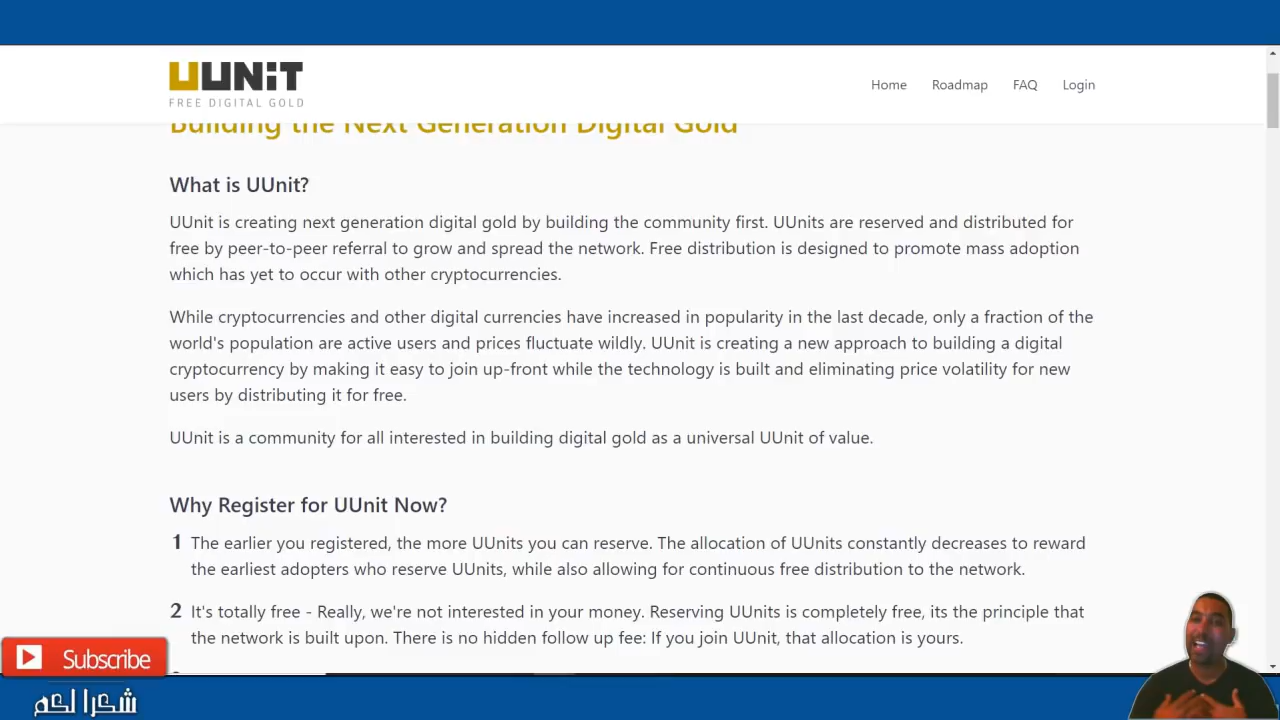 UUNIT
FREE DIGITAL GOLD
Home Roadmap FAQ Login
Building the Next Generation Digital Gold
What is UUnit?
UUnit is creating next generation digital gold by building the community first. UUnits are reserved and distributed for
free by peer-to-peer referral to grow and spread the network. Free distribution is designed to promote mass adoption
which has yet to occur with other cryptocurrencies.
While cryptocurrencies and other digital currencies have increased in popularity in the last decade, only a fraction of the
world's population are active users and prices fluctuate wildly. UUnit is creating a new approach to building a digital
cryptocurrency by making it easy to join up-front while the technology is built and eliminating price volatility for new
users by distributing it for free.
UUnit is a community for all interested in building digital gold as a universal UUnit of value.
Why Register for UUnit Now?
1 The earlier you registered, the more UUnits you can reserve. The allocation of UUnits constantly decreases to reward
the earliest adopters who reserve UUnits, while also allowing for continuous free distribution to the network.
2 It's totally free - Really, we're not interested in your money. Reserving UUnits is completely free, its the principle that
the network is built upon. There is no hidden follow up fee: If you join UUnit, that allocation is yours.
Subscribe
شكرا لكم